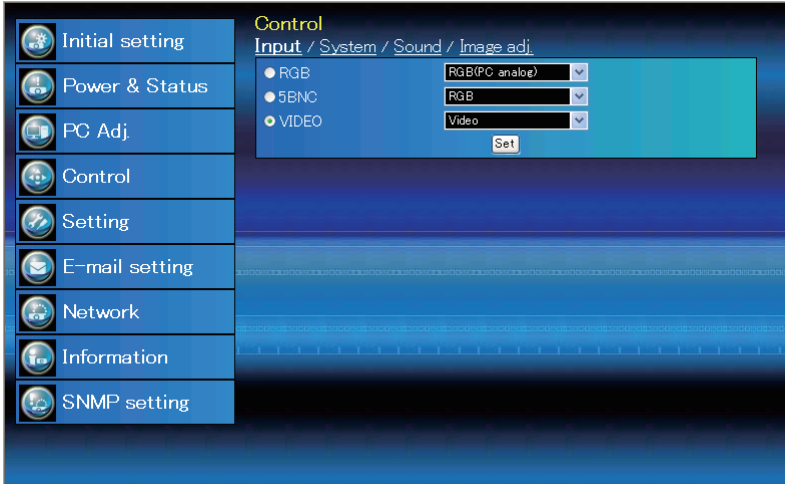 Initial setting
Power & Status
PC Adj.
Control
Setting
E-mail setting
Network
Information
SNMP setting
Control
Input / System / Sound / Image adj.
RGB RGB(PC analog)
5BNC RGB
VIDEO Video
Set